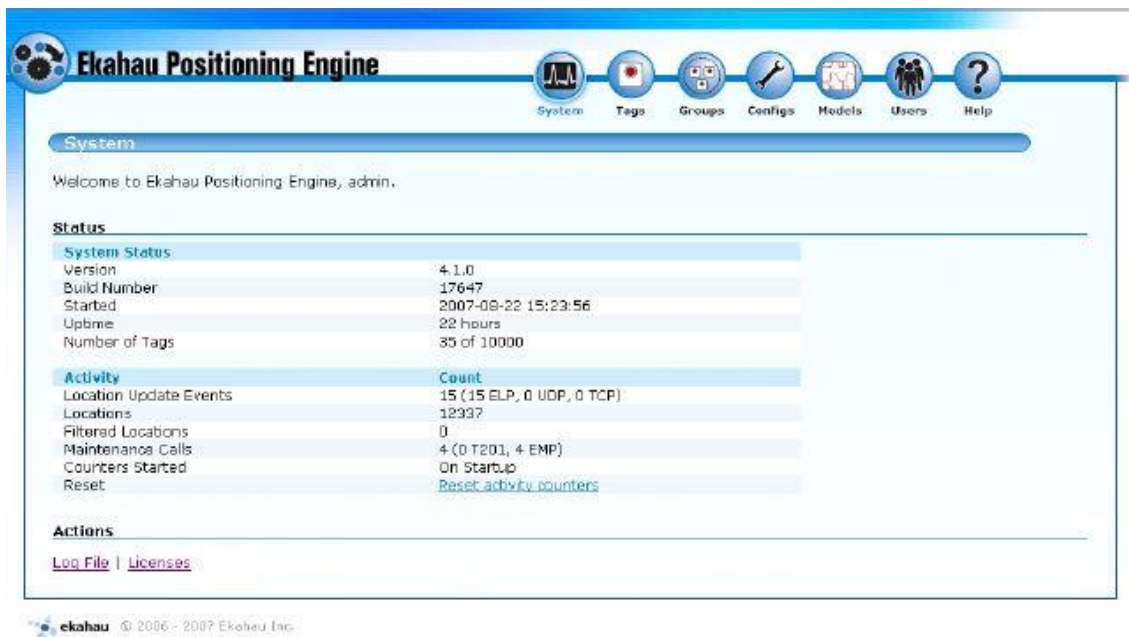 Ekahau Positioning Engine
System Tags Groups Configs Models Users Help
System
Welcome to Ekahau Positioning Engine, admin.
Status
System Status
Version 4.1.0
Build Number 17647
Started 2007-08-22 15:23:56
Uptime 22 hours
Number of Tags 35 of 10000
Activity Count
Location Update Events 15 (15 ELP, 0 UDP, 0 TCP)
Locations 12337
Filtered Locations 0
Maintenance Calls 4 (0 T201, 4 EMP)
Counters Started On Startup
Reset Reset activity counters
Actions
Log File | Licenses
ekahau © 2006 - 2007 Ekahau Inc.